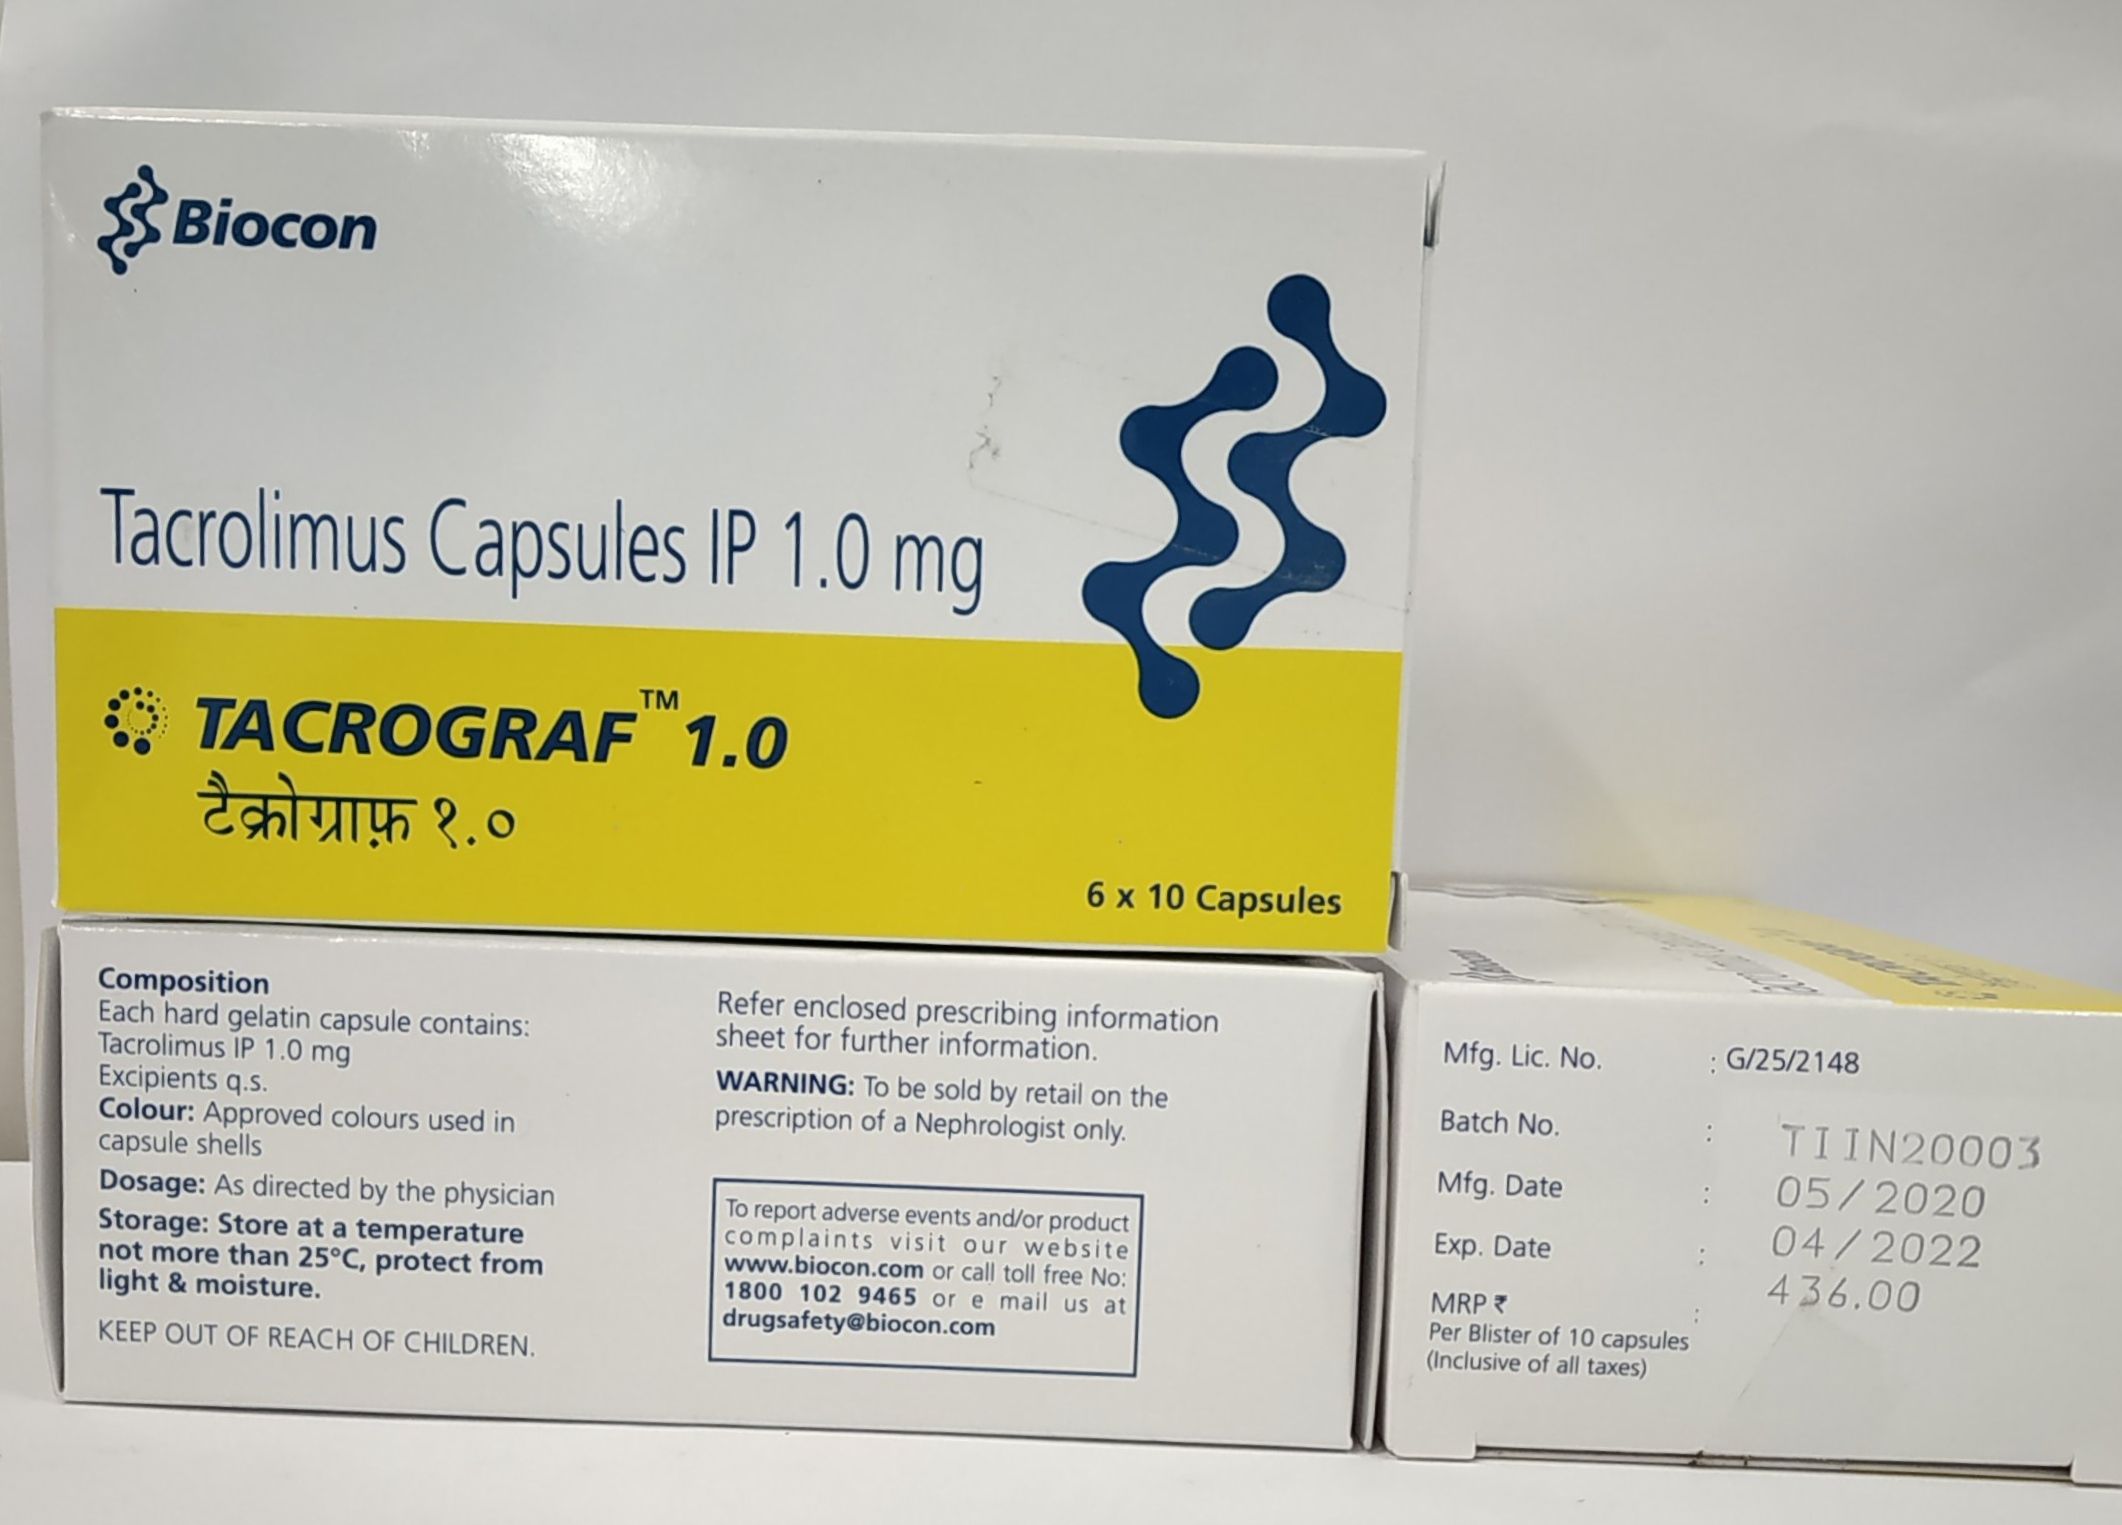 Biocon
Tacrolimus Capsules IP 1.0 mg
TACROGRAF™ 1.0
टैक्रोग्राफ़ १.०
6 x 10 Capsules
Composition
Each hard gelatin capsule contains:
Tacrolimus IP 1.0 mg
Excipients q.s.
Colour: Approved colours used in
capsule shells
Dosage: As directed by the physician
Storage: Store at a temperature
not more than 25°C, protect from
light & moisture.
KEEP OUT OF REACH OF CHILDREN.
Refer enclosed prescribing information
sheet for further information.
WARNING: To be sold by retail on the
prescription of a Nephrologist only.
To report adverse events and/or product
complaints visit our website
www.biocon.com or call toll free No:
1800 102 9465 or e mail us at
drugsafety@biocon.com
Mfg. Lic. No. : G/25/2148
Batch No. : TIIN20003
Mfg. Date : 05/2020
Exp. Date : 04/2022
MRP ₹ : 436.00
Per Blister of 10 capsules
(Inclusive of all taxes)